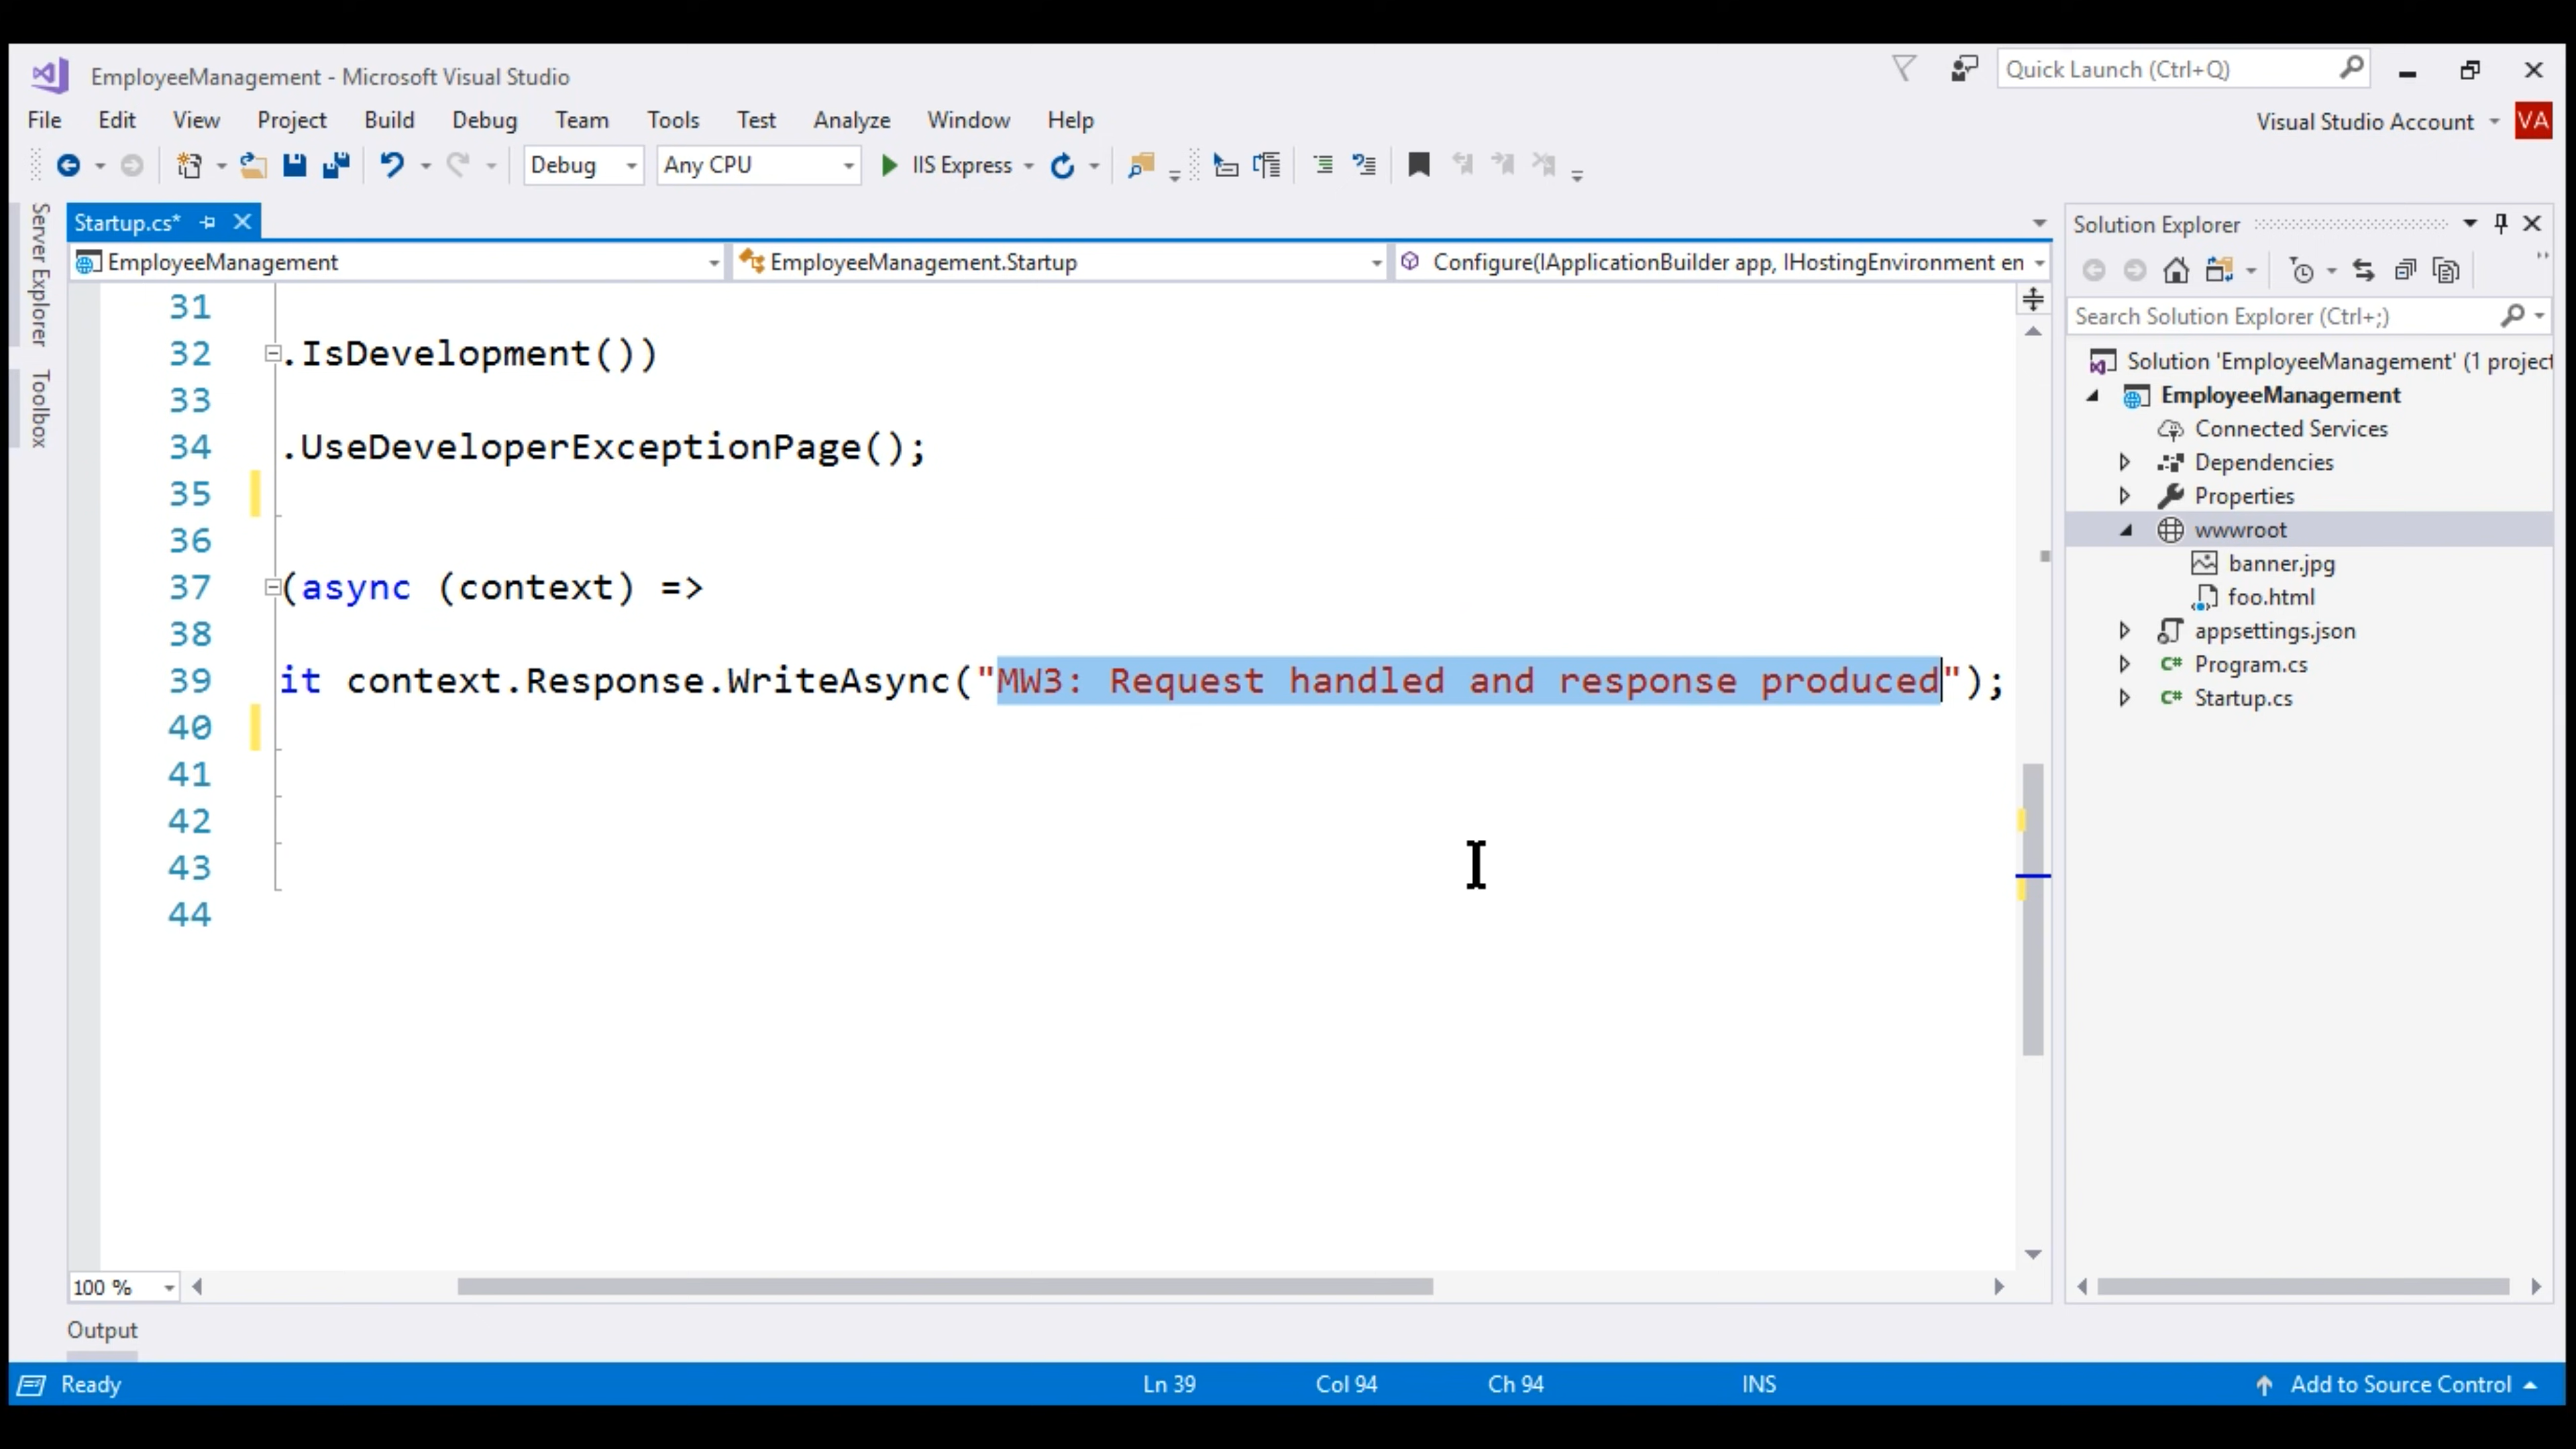 EmployeeManagement - Microsoft Visual Studio
Quick Launch (Ctrl+Q)
File Edit View Project Build Debug Team Tools Test Analyze Window Help
Visual Studio Account VA
Debug Any CPU IIS Express
Server Explorer
Toolbox
Startup.cs*
EmployeeManagement EmployeeManagement.Startup Configure(IApplicationBuilder app, IHostingEnvironment en
31
32 .IsDevelopment())
33
34 .UseDeveloperExceptionPage();
35
36
37 (async (context) =>
38
39 it context.Response.WriteAsync("MW3: Request handled and response produced");
40
41
42
43
44
100 %
Solution Explorer
Search Solution Explorer (Ctrl+;)
Solution 'EmployeeManagement' (1 project
EmployeeManagement
Connected Services
Dependencies
Properties
wwwroot
banner.jpg
foo.html
appsettings.json
C# Program.cs
C# Startup.cs
Output
Ready Ln 39 Col 94 Ch 94 INS Add to Source Control